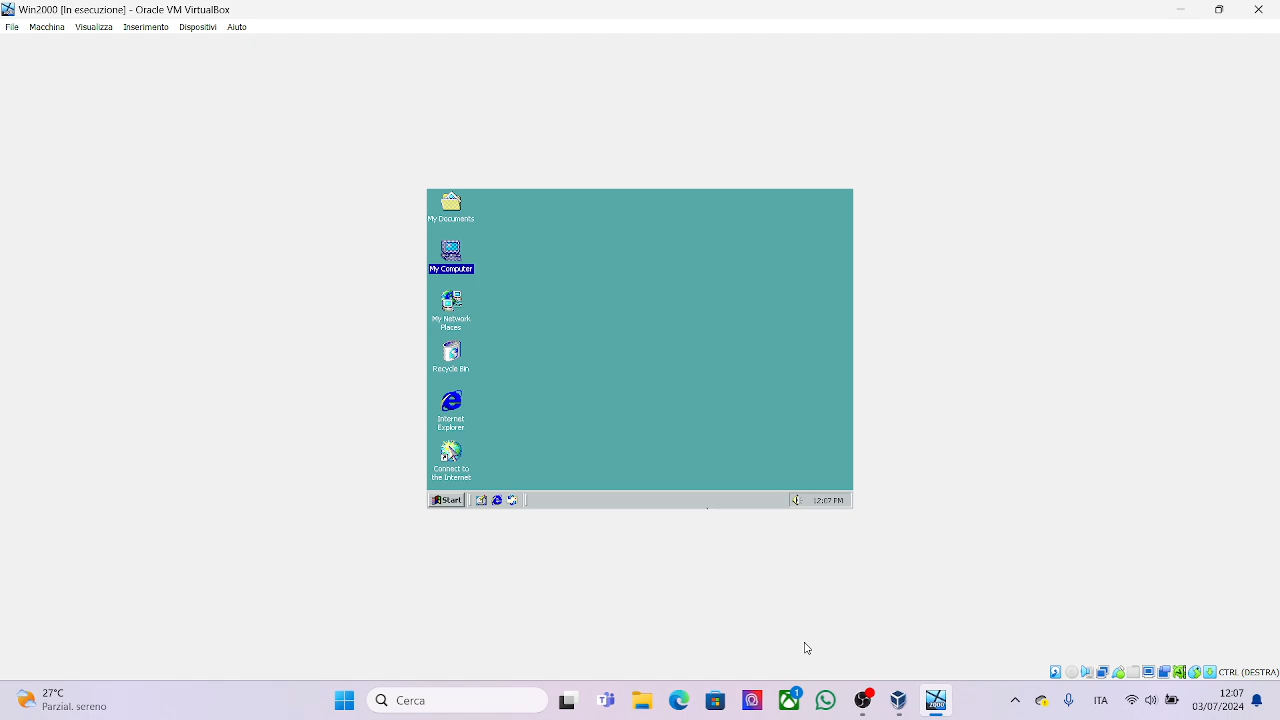 Win2000 [In esecuzione] - Oracle VM VirtualBox
File Macchina Visualizza Inserimento Dispositivi Aiuto
My Documents
My Computer
My Network
Places
Recycle Bin
Internet
Explorer
Connect to
the Internet
Start
12:07 PM
CTRL (DESTRA)
27°C
Parzial. sereno
Cerca
1
2000
ITA
12:07
03/07/2024